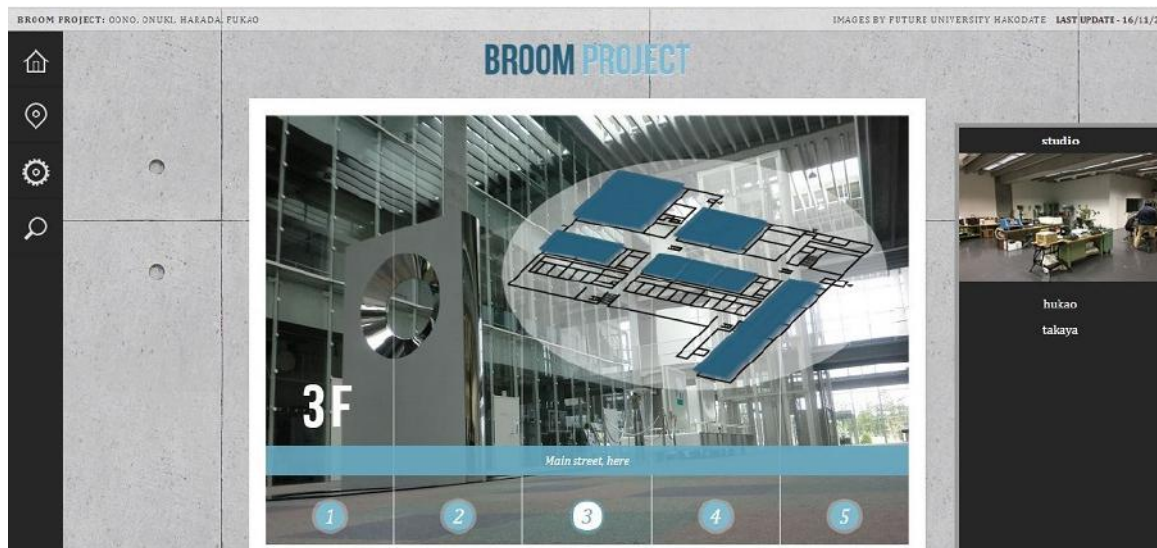 BROOM PROJECT: OONO, ONUKI, HARADA, FUKAO
IMAGES BY FUTURE UNIVERSITY HAKODATE LAST UPDATE - 16/11/2
BROOM PROJECT
studio
hukao
takaya
3F
Main street, here
1 2 3 4 5